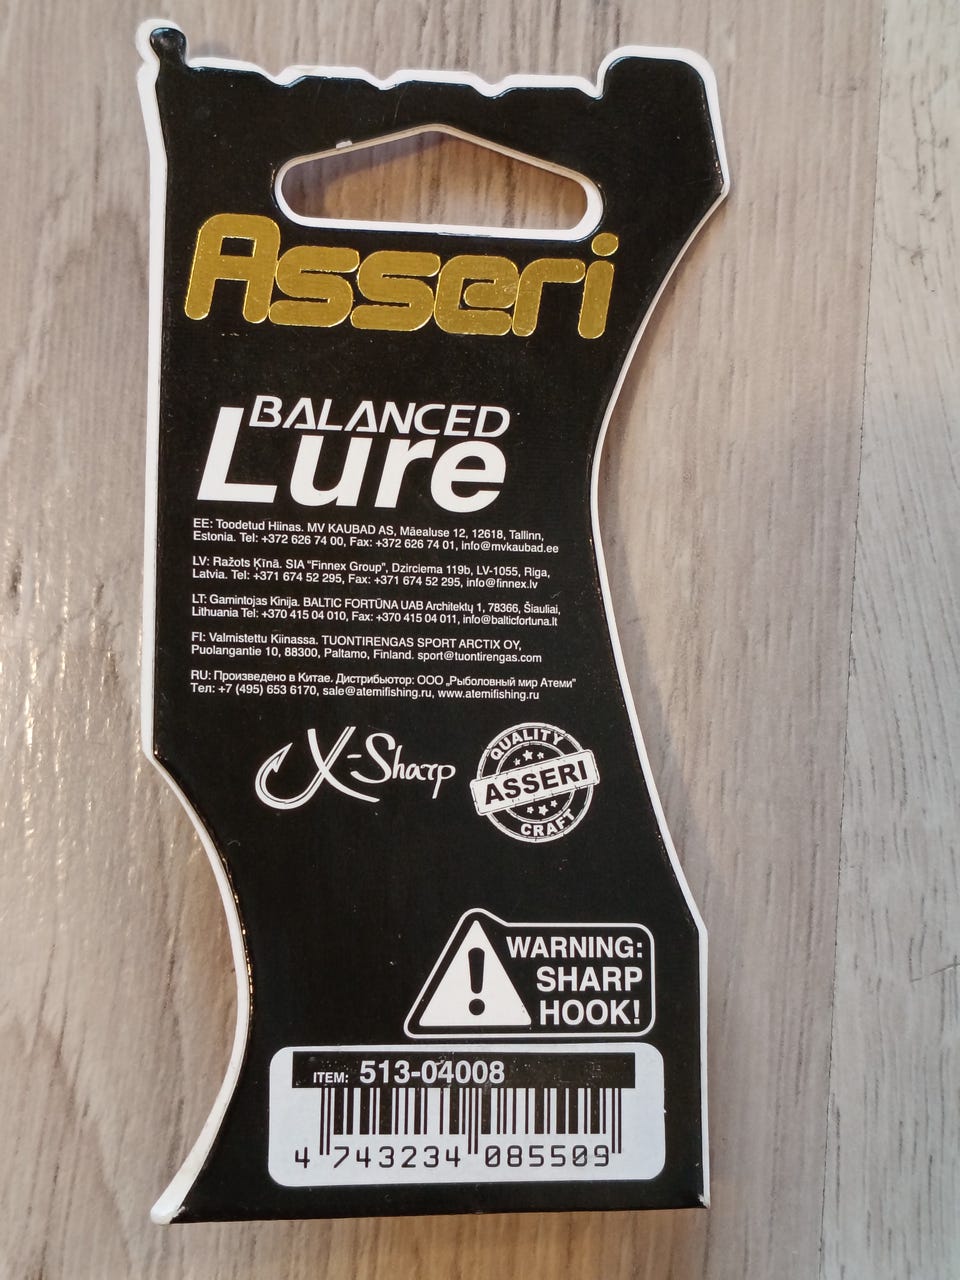 Asseri
BALANCED
Lure
EE: Toodetud Hiinas. MV KAUBAD AS, Mäealuse 12, 12618, Tallinn,
Estonia. Tel: +372 626 74 00, Fax: +372 626 74 01, info@mvkaubad.ee
LV: Ražots Ķīnā. SIA "Finnex Group", Dzirciema 119b, LV-1055, Riga,
Latvia. Tel: +371 674 52 295, Fax: +371 674 52 295, info@finnex.lv
LT: Gamintojas Kinija. BALTIC FORTŪNA UAB Architektų 1, 78366, Šiauliai,
Lithuania Tel: +370 415 04 010, Fax: +370 415 04 011, info@balticfortuna.lt
FI: Valmistettu Kiinassa. TUONTIRENGAS SPORT ARCTIX OY,
Puolangantie 10, 88300, Paltamo, Finland. sport@tuontirengas.com
RU: Произведено в Китае. Дистрибьютор: ООО „Рыболовный мир Атеми"
Тел: +7 (495) 653 6170, sale@atemifishing.ru, www.atemifishing.ru
X-Sharp
QUALITY
ASSERI
CRAFT
WARNING:
SHARP
HOOK!
ITEM: 513-04008
4 743234 085509